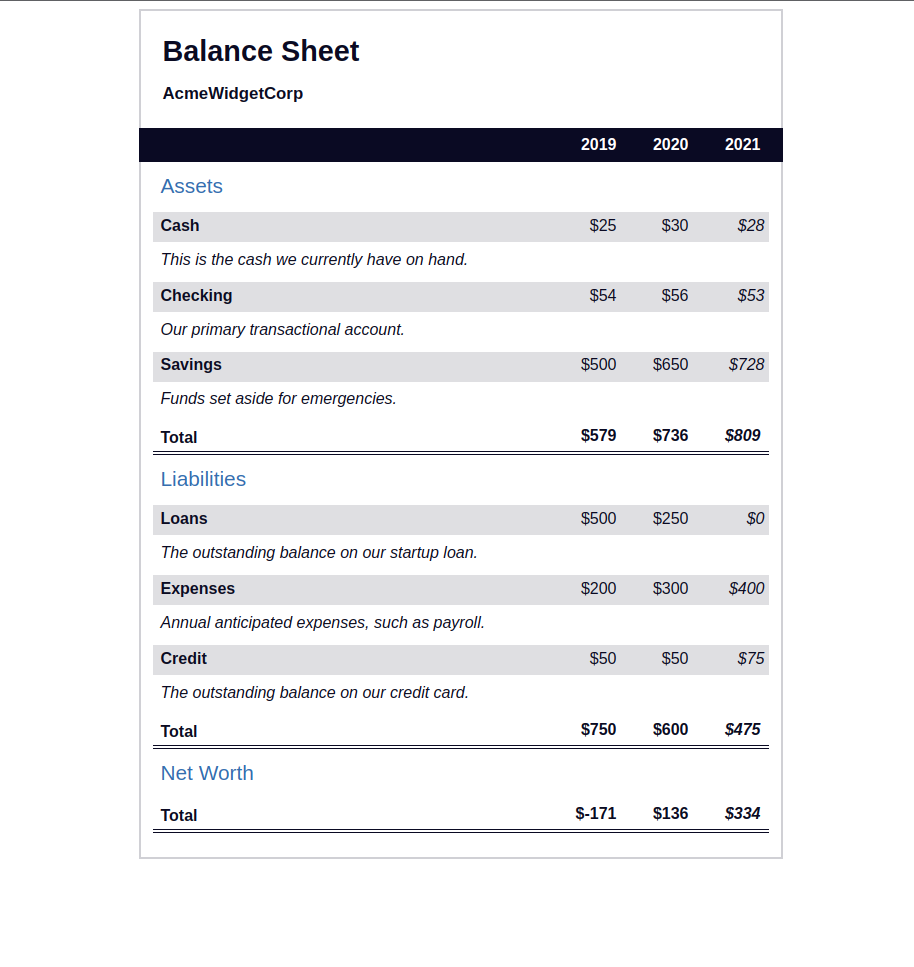 Balance Sheet
AcmeWidgetCorp
2019 2020 2021
Assets
Cash $25 $30 $28
This is the cash we currently have on hand.
Checking $54 $56 $53
Our primary transactional account.
Savings $500 $650 $728
Funds set aside for emergencies.
Total $579 $736 $809
Liabilities
Loans $500 $250 $0
The outstanding balance on our startup loan.
Expenses $200 $300 $400
Annual anticipated expenses, such as payroll.
Credit $50 $50 $75
The outstanding balance on our credit card.
Total $750 $600 $475
Net Worth
Total $-171 $136 $334